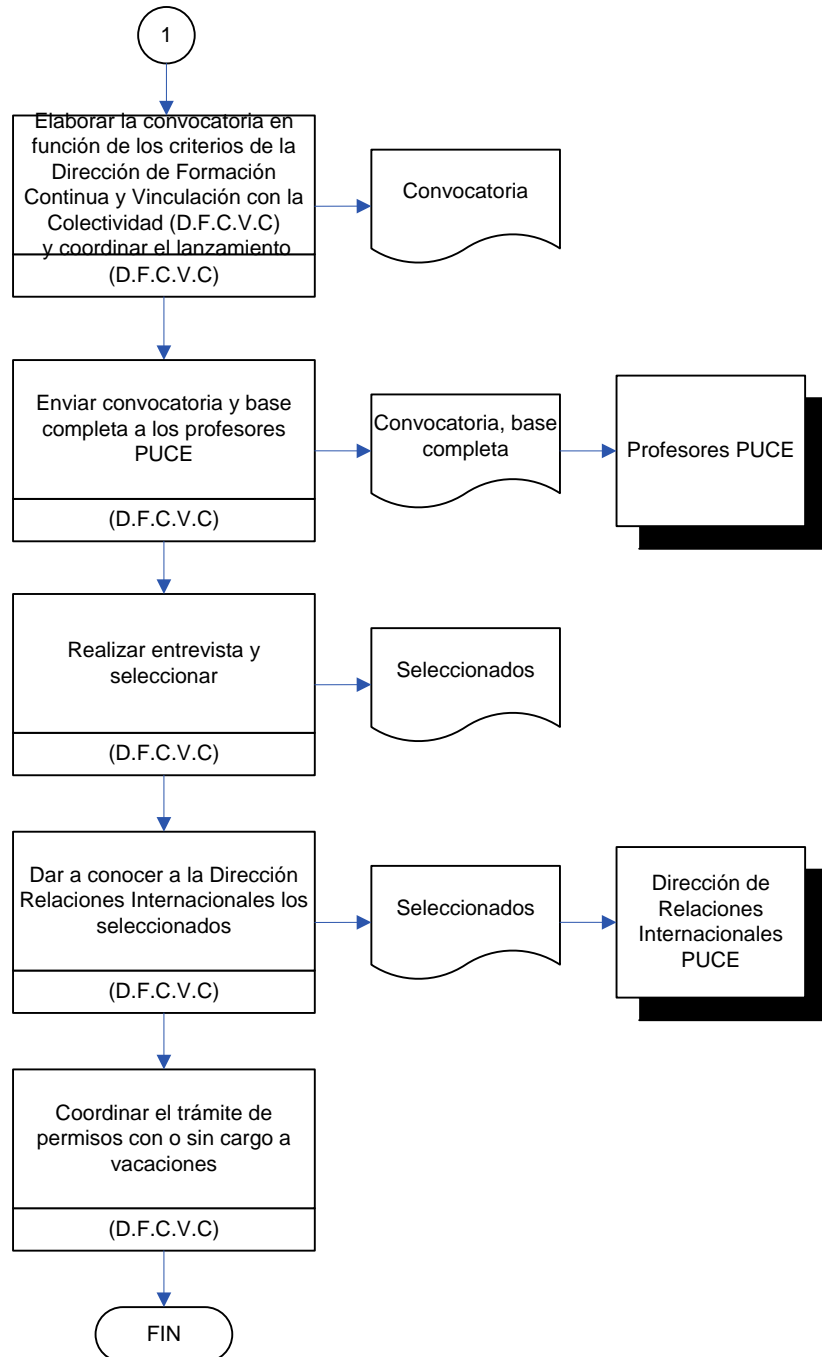 1
Elaborar la convocatoria en
función de los criterios de la
Dirección de Formación
Continua y Vinculación con la
Colectividad (D.F.C.V.C)
y coordinar el lanzamiento
(D.F.C.V.C)
Convocatoria
Enviar convocatoria y base
completa a los profesores
PUCE
(D.F.C.V.C)
Convocatoria, base
completa
Profesores PUCE
Realizar entrevista y
seleccionar
(D.F.C.V.C)
Seleccionados
Dar a conocer a la Dirección
Relaciones Internacionales los
seleccionados
(D.F.C.V.C)
Seleccionados
Dirección de
Relaciones
Internacionales
PUCE
Coordinar el trámite de
permisos con o sin cargo a
vacaciones
(D.F.C.V.C)
FIN